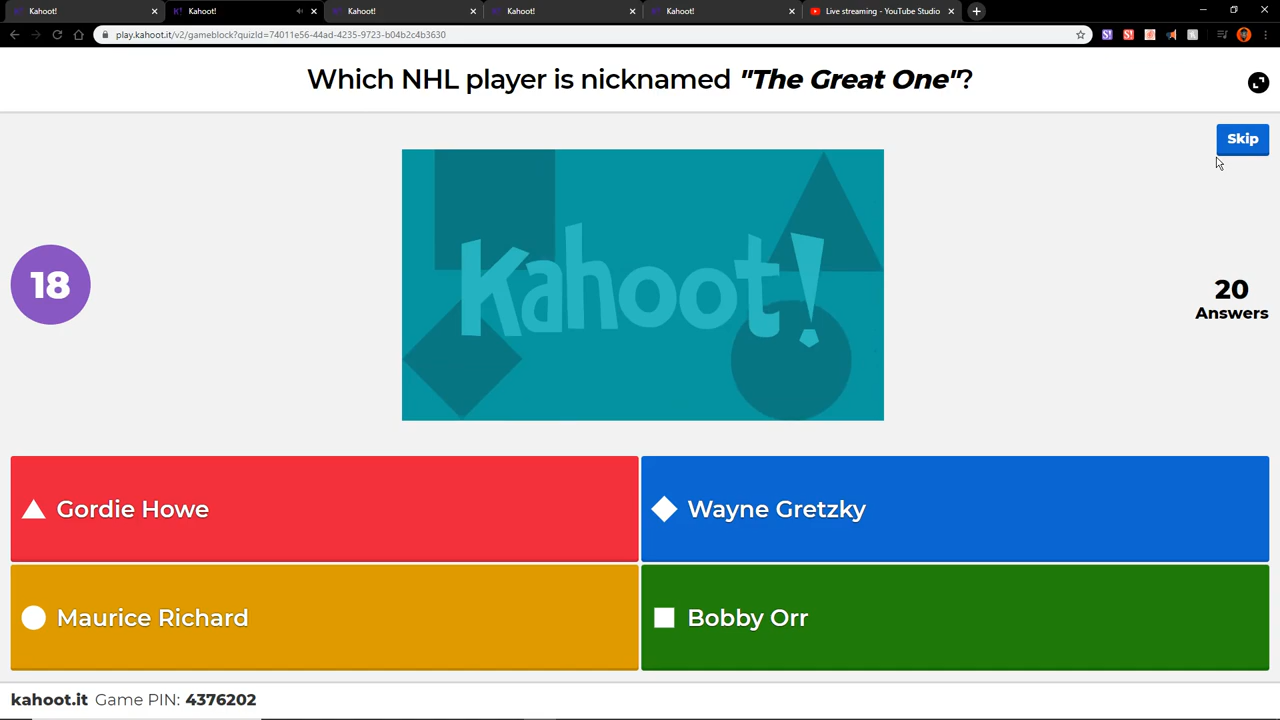 Kahoot!
Kahoot!
Kahoot!
Kahoot!
Kahoot!
Live streaming - YouTube Studio
play.kahoot.it/v2/gameblock?quizId=74011e56-44ad-4235-9723-b04b2c4b3630
Which NHL player is nicknamed "The Great One"?
Skip
Kahoot!
18
20
Answers
Gordie Howe
Wayne Gretzky
Maurice Richard
Bobby Orr
kahoot.it Game PIN: 4376202